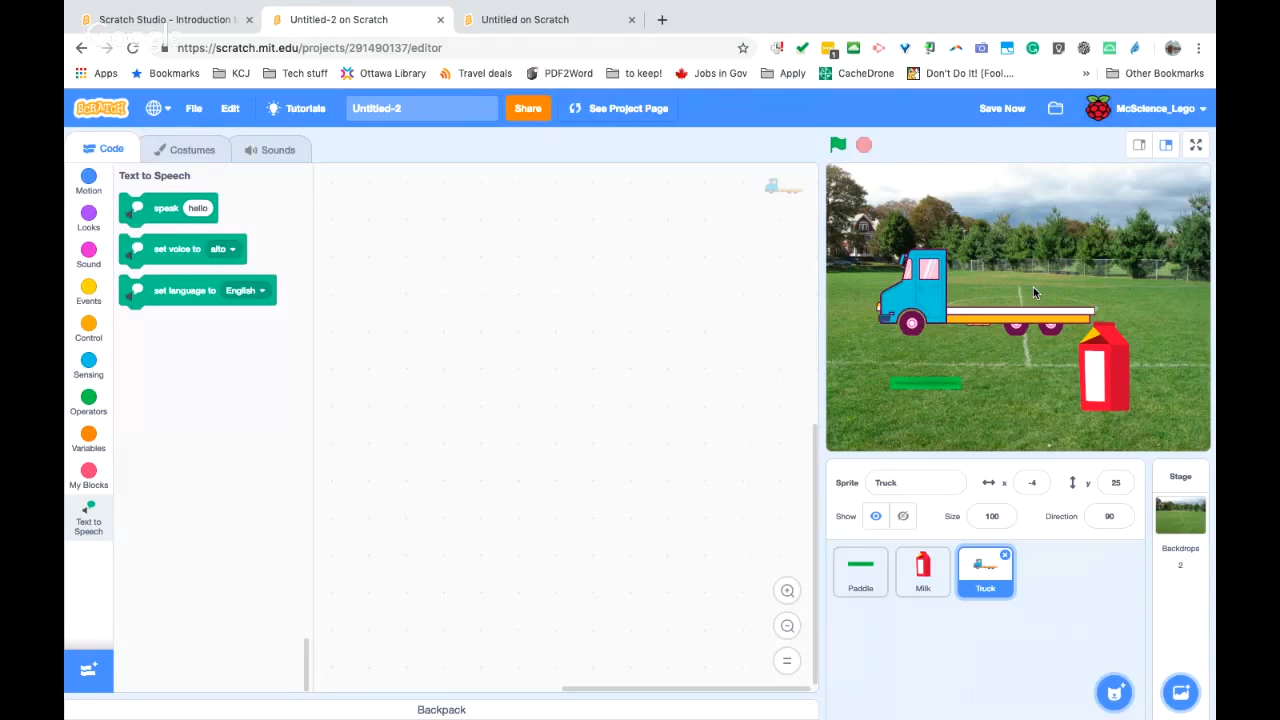 Scratch Studio - Introduction t
Untitled-2 on Scratch
Untitled on Scratch
Google
https://scratch.mit.edu/projects/291490137/editor
1
Apps
Bookmarks
KCJ
Tech stuff
Ottawa Library
Travel deals
PDF2Word
to keep!
Jobs in Gov
Apply
CacheDrone
Don't Do It! [Fool....
»
Other Bookmarks
SCRATCH
File
Edit
Tutorials
Untitled-2
Share
See Project Page
Save Now
McScience_Lego
Code
Costumes
Sounds
Motion
Looks
Sound
Events
Control
Sensing
Operators
Variables
My Blocks
Text to
Speech
Text to Speech
speak hello
set voice to alto
set language to English
Sprite Truck x -4 y 25
Show Size 100 Direction 90
Paddle
Milk
Truck
Stage
Backdrops
2
Backpack